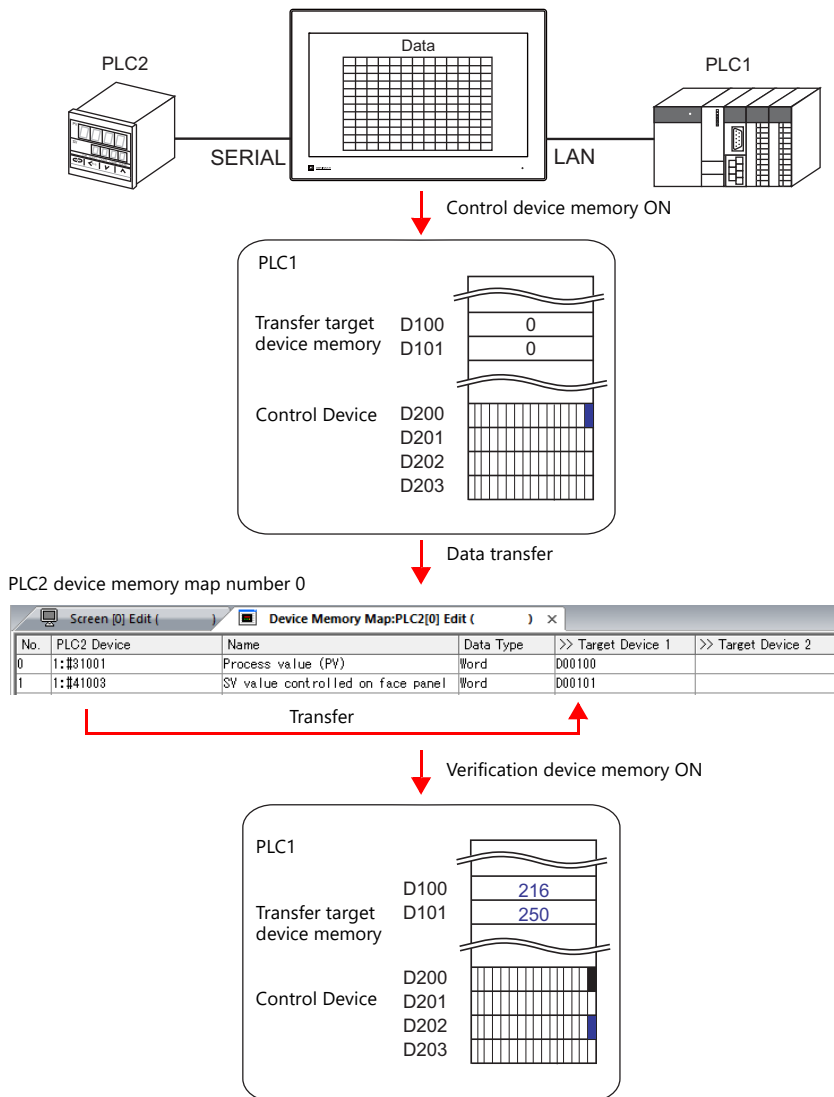 Data
PLC2
PLC1
SERIAL
LAN
Control device memory ON
PLC1
Transfer target
device memory
D100
0
D101
0
Control Device
D200
D201
D202
D203
Data transfer
PLC2 device memory map number 0
Screen [0] Edit ( )
Device Memory Map:PLC2[0] Edit ( ) ×
No. PLC2 Device Name Data Type >> Target Device 1 >> Target Device 2
0 1:#31001 Process value (PV) Word D00100
1 1:#41003 SV value controlled on face panel Word D00101
Transfer
Verification device memory ON
PLC1
D100
216
Transfer target
device memory
D101
250
Control Device
D200
D201
D202
D203